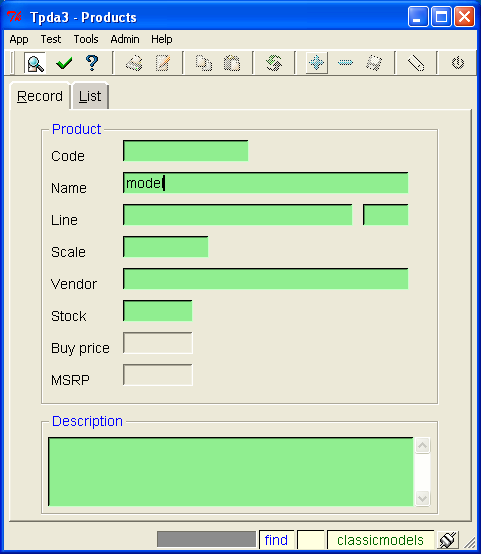 Tpda3 - Products
App Test Tools Admin Help
Record List
Product
Code
Name model
Line
Scale
Vendor
Stock
Buy price
MSRP
Description
find classicmodels